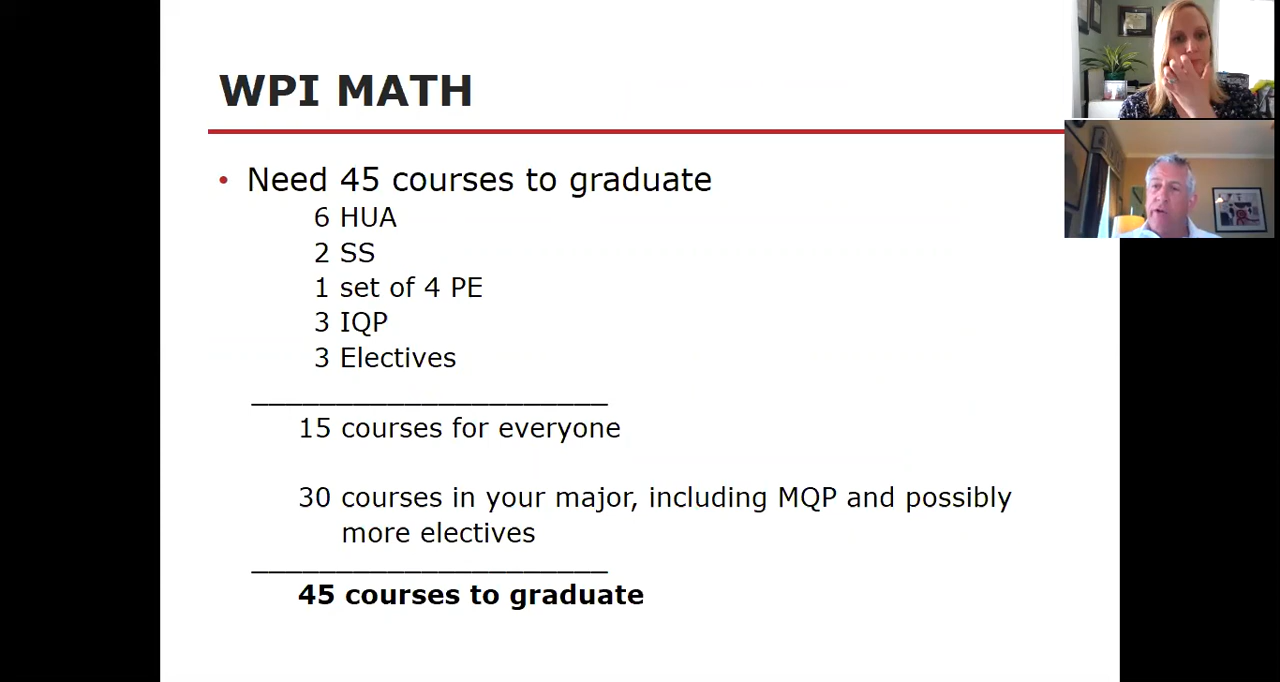 WPI MATH
• Need 45 courses to graduate
6 HUA
2 SS
1 set of 4 PE
3 IQP
3 Electives
_____________________
15 courses for everyone
30 courses in your major, including MQP and possibly
more electives
_____________________
45 courses to graduate